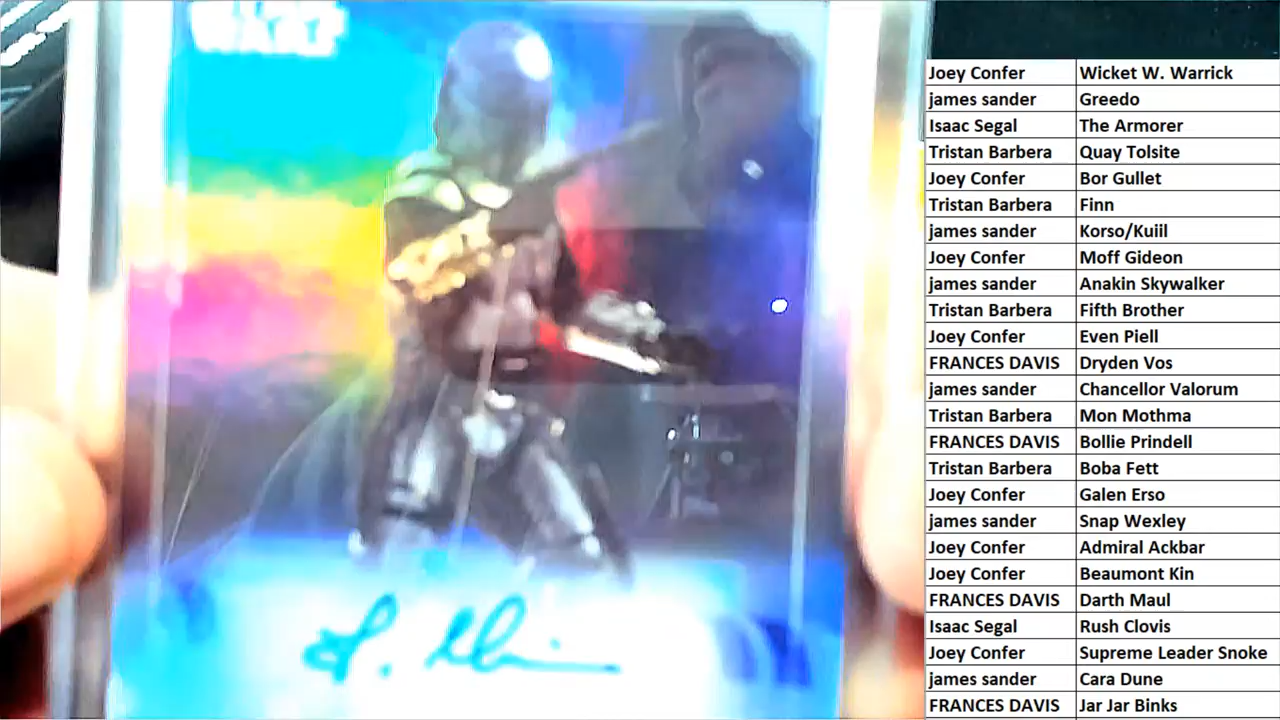 STAR
WARS
Joey Confer Wicket W. Warrick
james sander Greedo
Isaac Segal The Armorer
Tristan Barbera Quay Tolsite
Joey Confer Bor Gullet
Tristan Barbera Finn
james sander Korso/Kuiil
Joey Confer Moff Gideon
james sander Anakin Skywalker
Tristan Barbera Fifth Brother
Joey Confer Even Piell
FRANCES DAVIS Dryden Vos
james sander Chancellor Valorum
Tristan Barbera Mon Mothma
FRANCES DAVIS Bollie Prindell
Tristan Barbera Boba Fett
Joey Confer Galen Erso
james sander Snap Wexley
Joey Confer Admiral Ackbar
Joey Confer Beaumont Kin
FRANCES DAVIS Darth Maul
Isaac Segal Rush Clovis
Joey Confer Supreme Leader Snoke
james sander Cara Dune
FRANCES DAVIS Jar Jar Binks